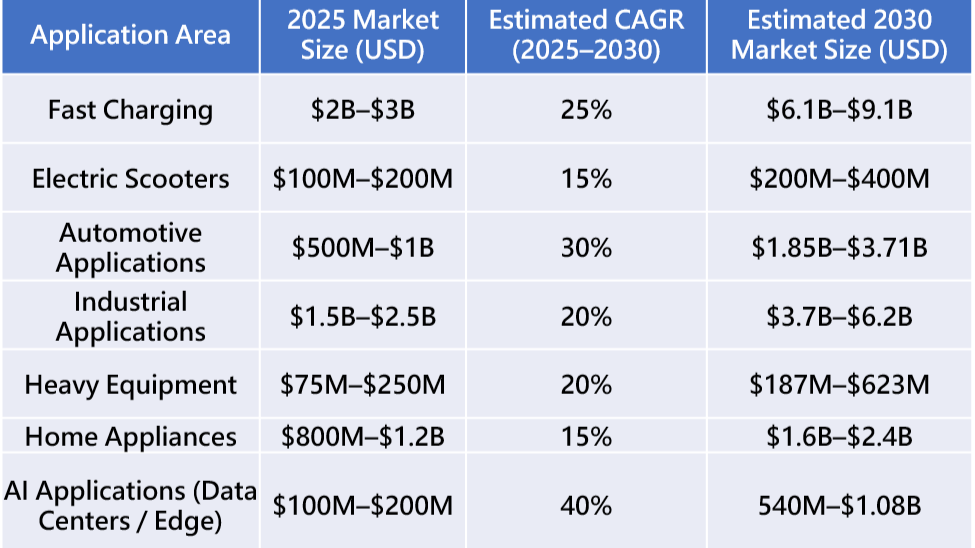 Application Area
2025 Market
Size (USD)
Estimated CAGR
(2025–2030)
Estimated 2030
Market Size (USD)
Fast Charging
$2B–$3B
25%
$6.1B–$9.1B
Electric Scooters
$100M–$200M
15%
$200M–$400M
Automotive
Applications
$500M–$1B
30%
$1.85B–$3.71B
Industrial
Applications
$1.5B–$2.5B
20%
$3.7B–$6.2B
Heavy Equipment
$75M–$250M
20%
$187M–$623M
Home Appliances
$800M–$1.2B
15%
$1.6B–$2.4B
AI Applications (Data
Centers / Edge)
$100M–$200M
40%
540M–$1.08B